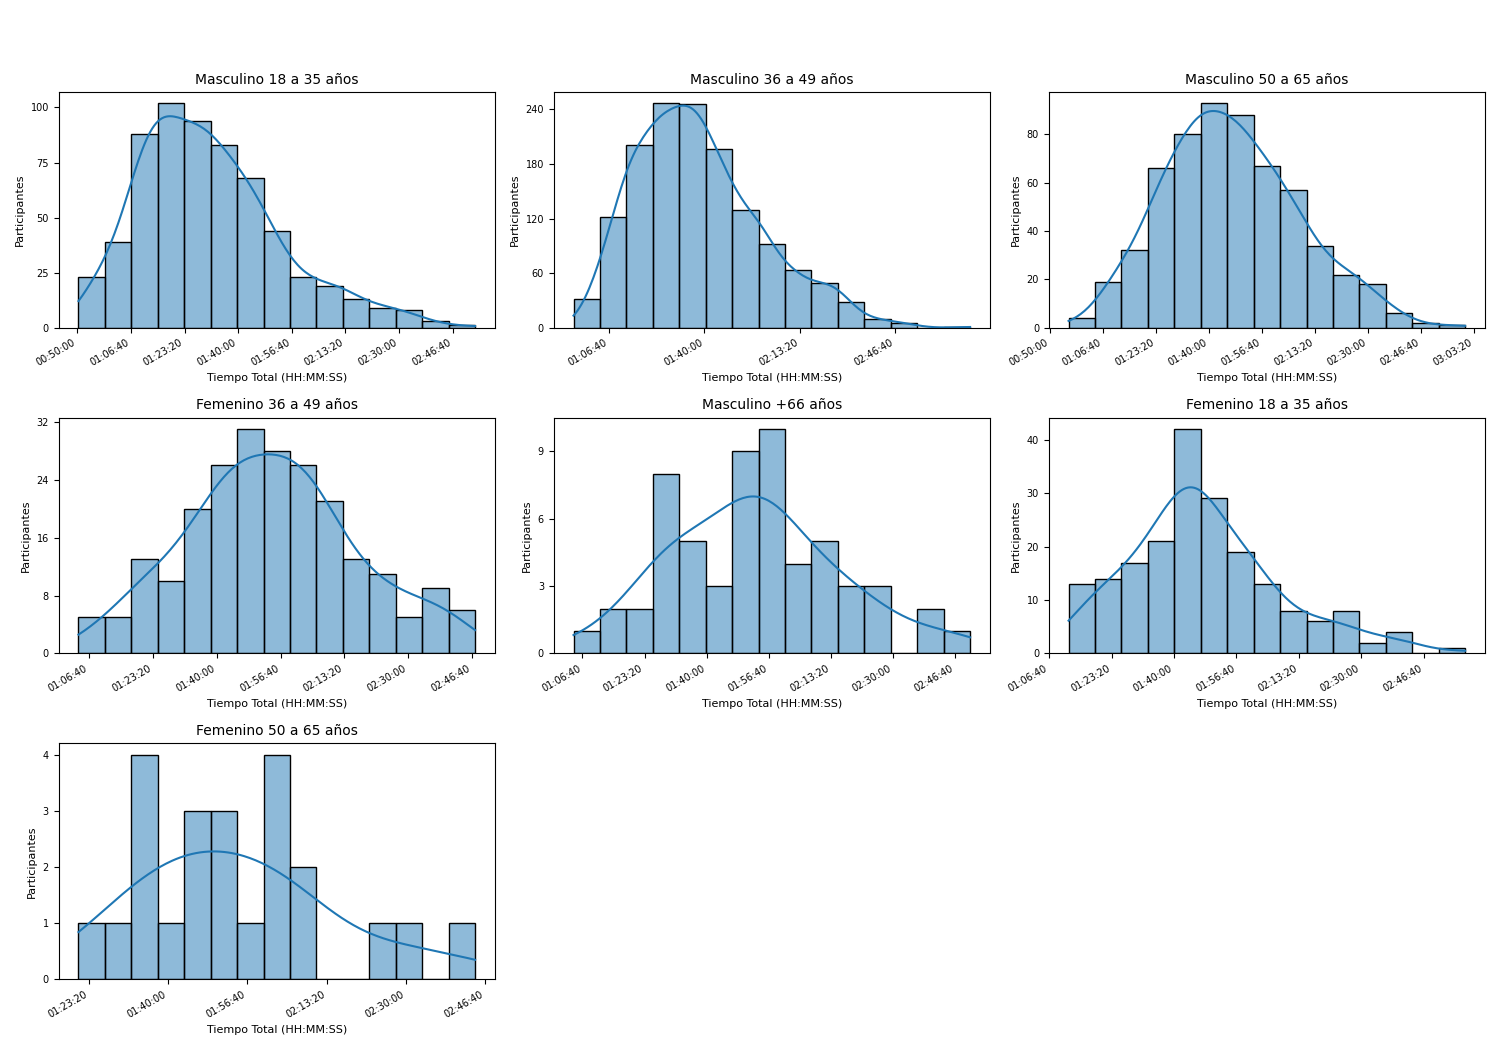 Masculino 18 a 35 años
Participantes
100
75
50
25
0
00:50:00 01:06:40 01:23:20 01:40:00 01:56:40 02:13:20 02:30:00 02:46:40
Tiempo Total (HH:MM:SS)
Masculino 36 a 49 años
Participantes
240
180
120
60
0
01:06:40 01:40:00 02:13:20 02:46:40
Tiempo Total (HH:MM:SS)
Masculino 50 a 65 años
Participantes
80
60
40
20
0
00:50:00 01:06:40 01:23:20 01:40:00 01:56:40 02:13:20 02:30:00 02:46:40 03:03:20
Tiempo Total (HH:MM:SS)
Femenino 36 a 49 años
Participantes
32
24
16
8
0
01:06:40 01:23:20 01:40:00 01:56:40 02:13:20 02:30:00 02:46:40
Tiempo Total (HH:MM:SS)
Masculino +66 años
Participantes
9
6
3
0
01:06:40 01:23:20 01:40:00 01:56:40 02:13:20 02:30:00 02:46:40
Tiempo Total (HH:MM:SS)
Femenino 18 a 35 años
Participantes
40
30
20
10
0
01:06:40 01:23:20 01:40:00 01:56:40 02:13:20 02:30:00 02:46:40
Tiempo Total (HH:MM:SS)
Femenino 50 a 65 años
Participantes
4
3
2
1
0
01:23:20 01:40:00 01:56:40 02:13:20 02:30:00 02:46:40
Tiempo Total (HH:MM:SS)